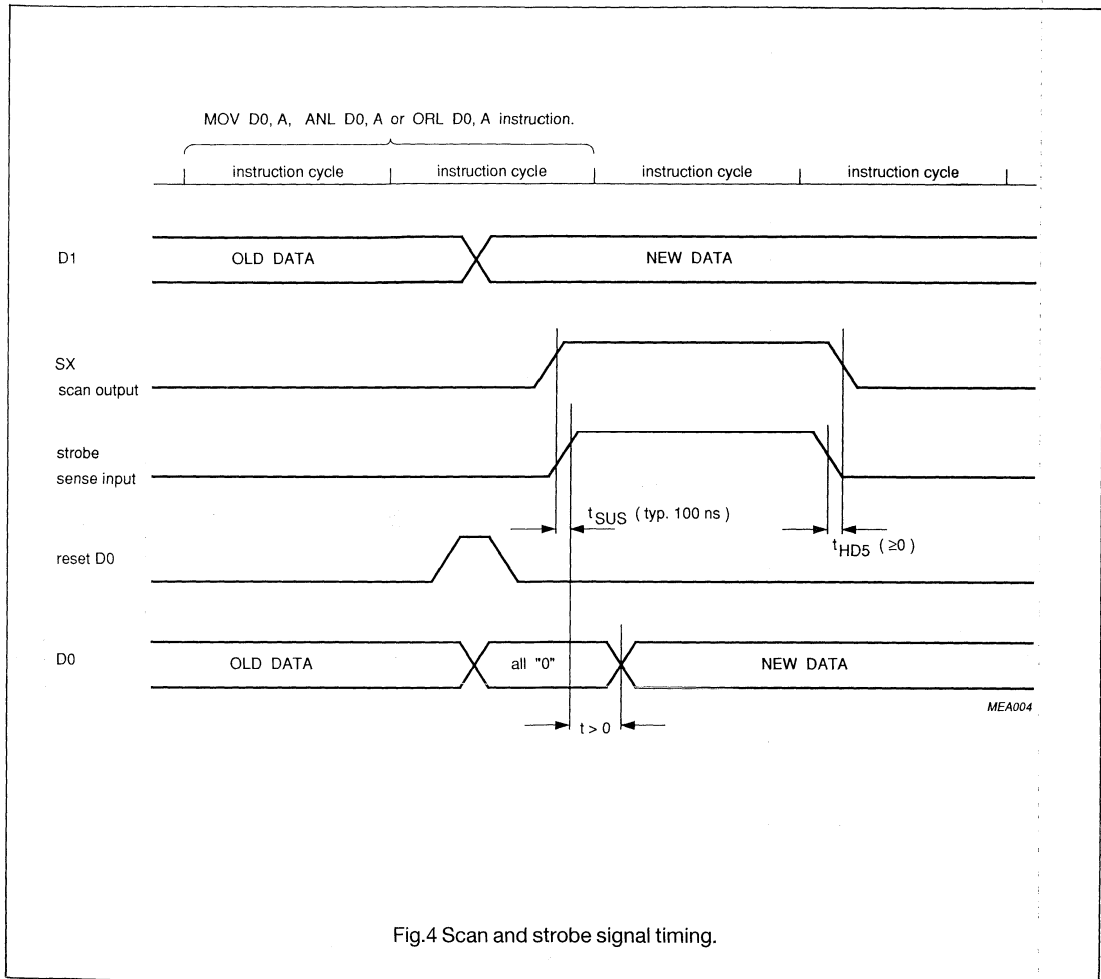 MOV D0, A, ANL D0, A or ORL D0, A instruction.
instruction cycle instruction cycle instruction cycle instruction cycle
D1 OLD DATA NEW DATA
SX
scan output
strobe
sense input
tSUS ( typ. 100 ns )
tHD5 ( ≥0 )
reset D0
D0 OLD DATA all "0" NEW DATA
MEA004
t > 0
Fig.4 Scan and strobe signal timing.